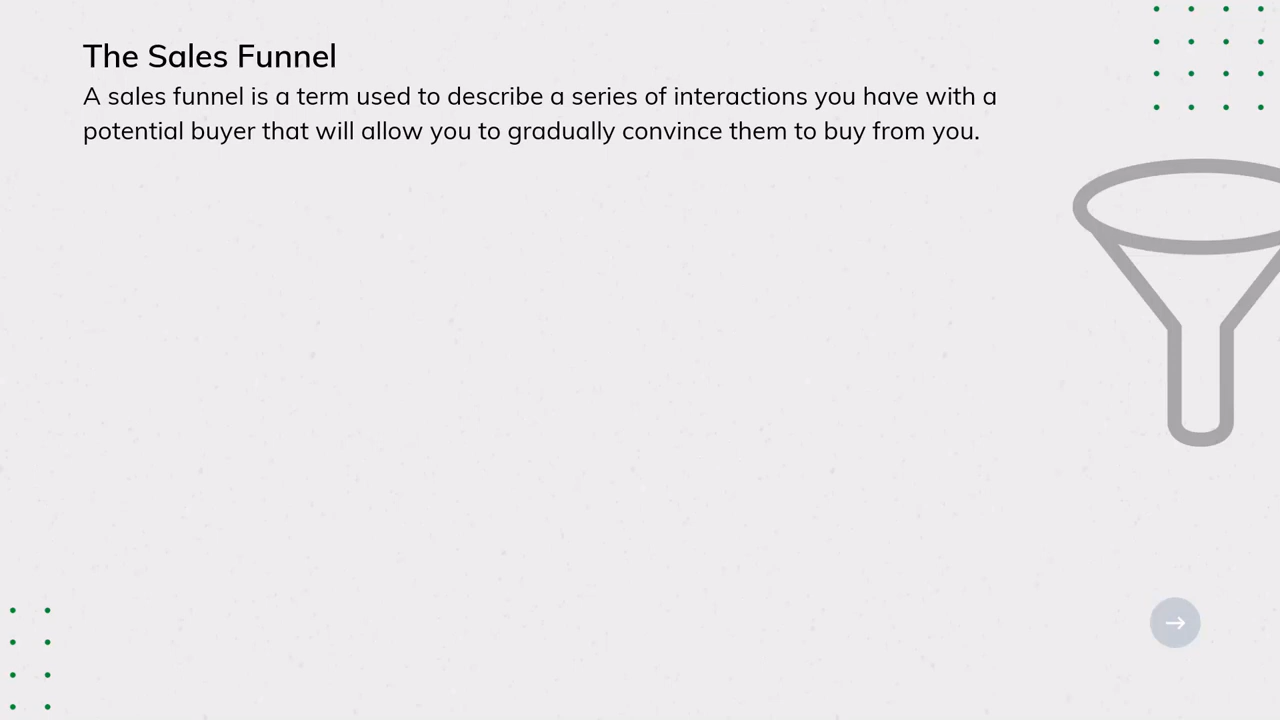 The Sales Funnel
A sales funnel is a term used to describe a series of interactions you have with a
potential buyer that will allow you to gradually convince them to buy from you.